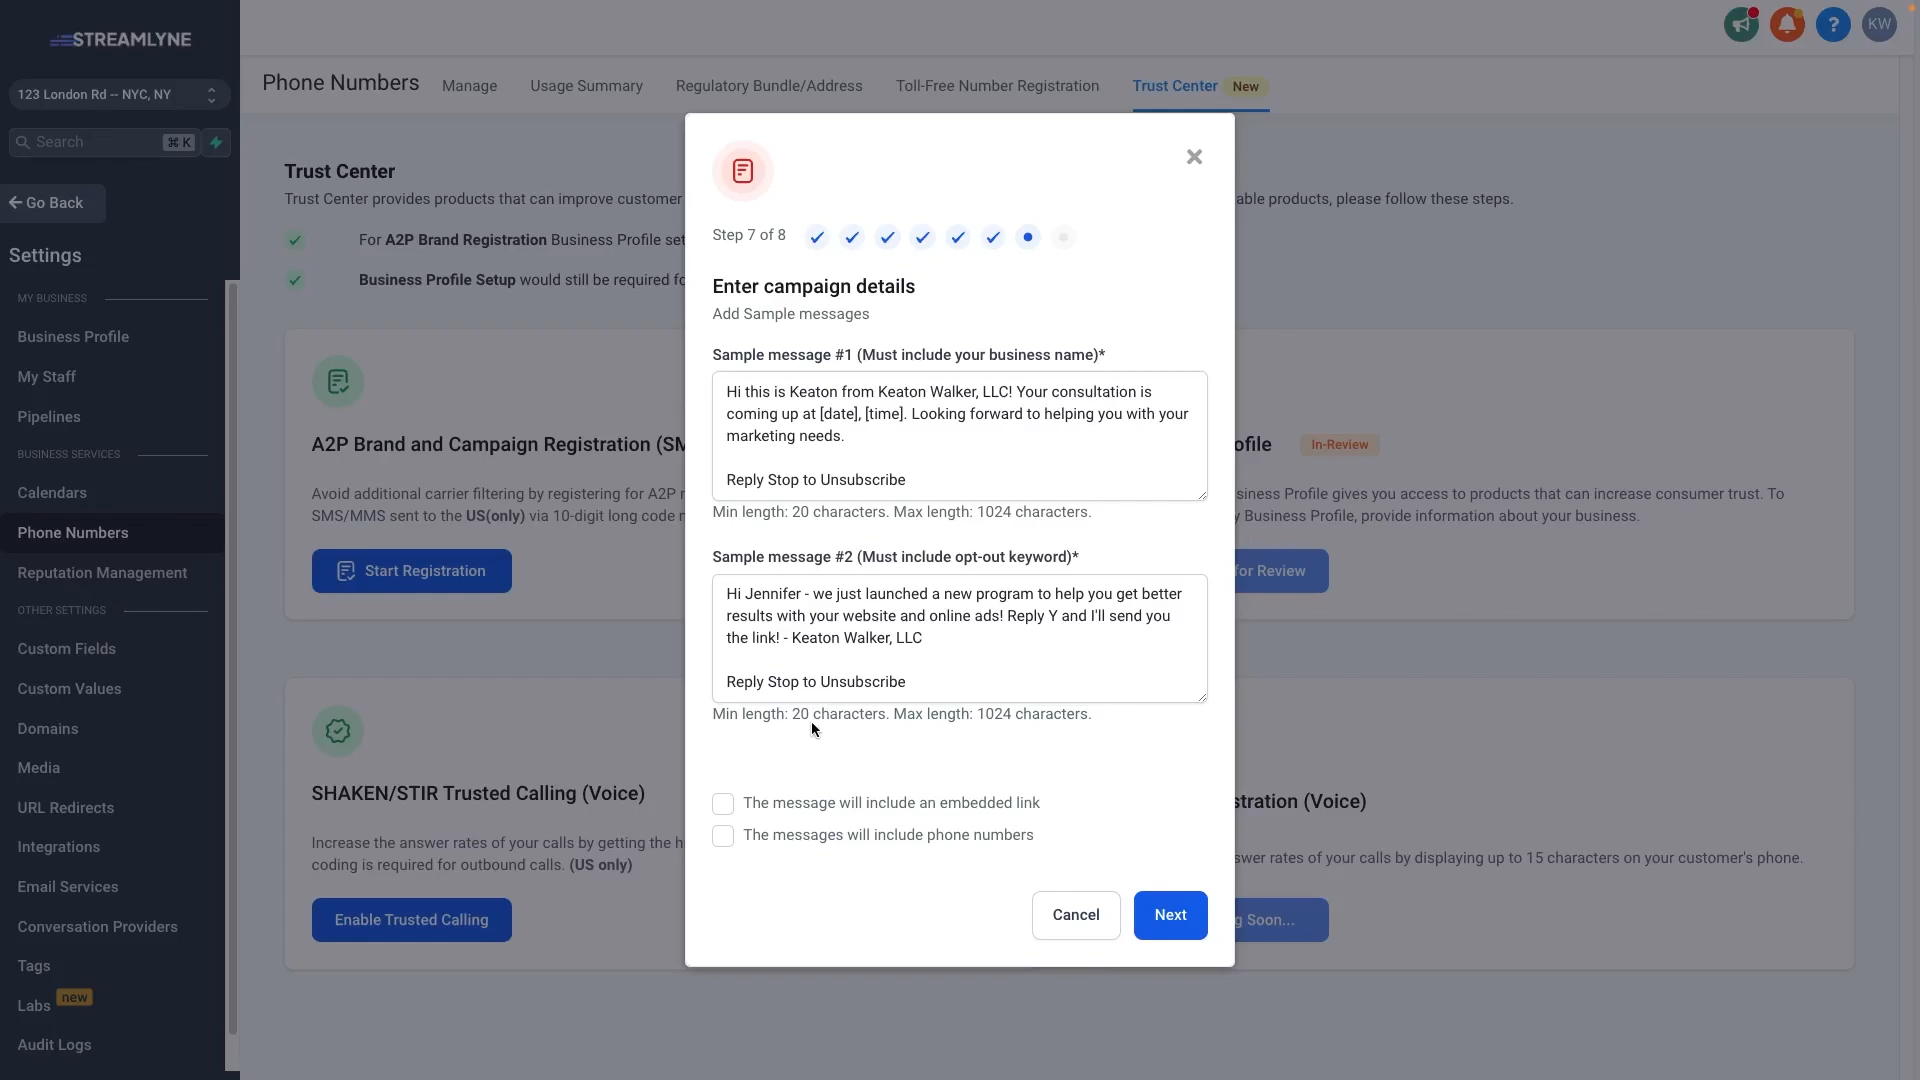 STREAMLYNE
123 London Rd -- NYC, NY
Search
⌘ K
Go Back
Settings
MY BUSINESS
Business Profile
My Staff
Pipelines
BUSINESS SERVICES
Calendars
Phone Numbers
Reputation Management
OTHER SETTINGS
Custom Fields
Custom Values
Domains
Media
URL Redirects
Integrations
Email Services
Conversation Providers
Tags
Labs new
Audit Logs
KW
Phone Numbers
Manage
Usage Summary
Regulatory Bundle/Address
Toll-Free Number Registration
Trust Center New
Trust Center
Trust Center provides products that can improve customer
able products, please follow these steps.
For A2P Brand Registration Business Profile set
Business Profile Setup would still be required fo
A2P Brand and Campaign Registration (SM
Avoid additional carrier filtering by registering for A2P
SMS/MMS sent to the US(only) via 10-digit long code
Start Registration
ofile In-Review
siness Profile gives you access to products that can increase consumer trust. To
y Business Profile, provide information about your business.
for Review
SHAKEN/STIR Trusted Calling (Voice)
Increase the answer rates of your calls by getting the h
coding is required for outbound calls. (US only)
Enable Trusted Calling
stration (Voice)
swer rates of your calls by displaying up to 15 characters on your customer's phone.
g Soon...
Step 7 of 8
Enter campaign details
Add Sample messages
Sample message #1 (Must include your business name)*
Hi this is Keaton from Keaton Walker, LLC! Your consultation is
coming up at [date], [time]. Looking forward to helping you with your
marketing needs.
Reply Stop to Unsubscribe
Min length: 20 characters. Max length: 1024 characters.
Sample message #2 (Must include opt-out keyword)*
Hi Jennifer - we just launched a new program to help you get better
results with your website and online ads! Reply Y and I'll send you
the link! - Keaton Walker, LLC
Reply Stop to Unsubscribe
Min length: 20 characters. Max length: 1024 characters.
The message will include an embedded link
The messages will include phone numbers
Cancel
Next